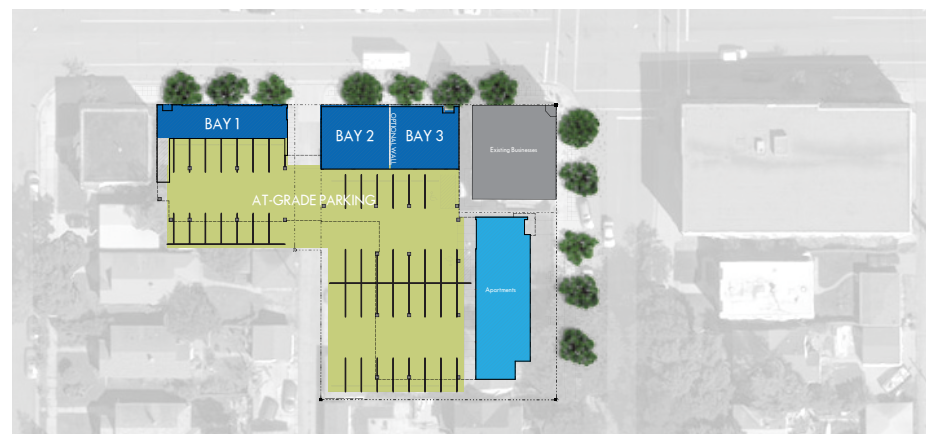 BAY 1
BAY 2
OPTIONAL WALL
BAY 3
Existing Businesses
AT-GRADE PARKING
Apartments